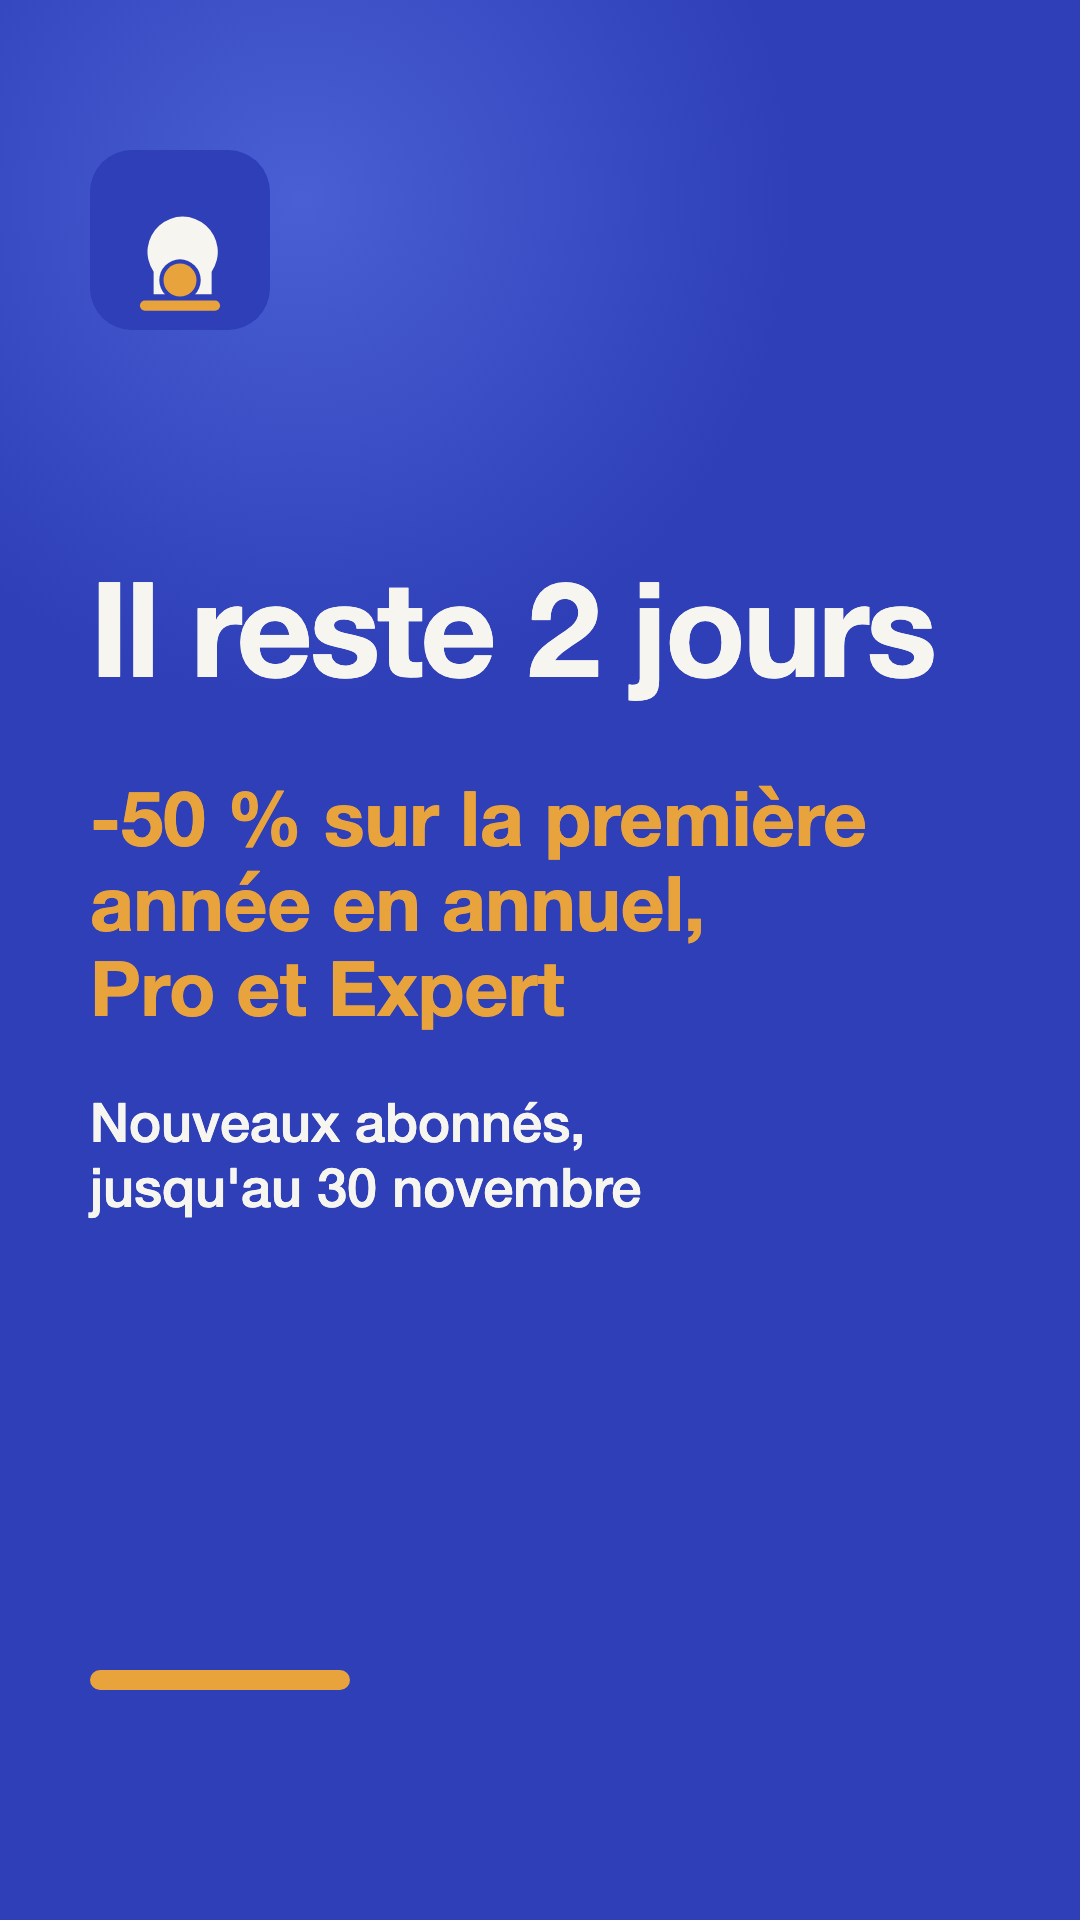 Il reste 2 jours
-50 % sur la première
année en annuel,
Pro et Expert
Nouveaux abonnés,
jusqu'au 30 novembre